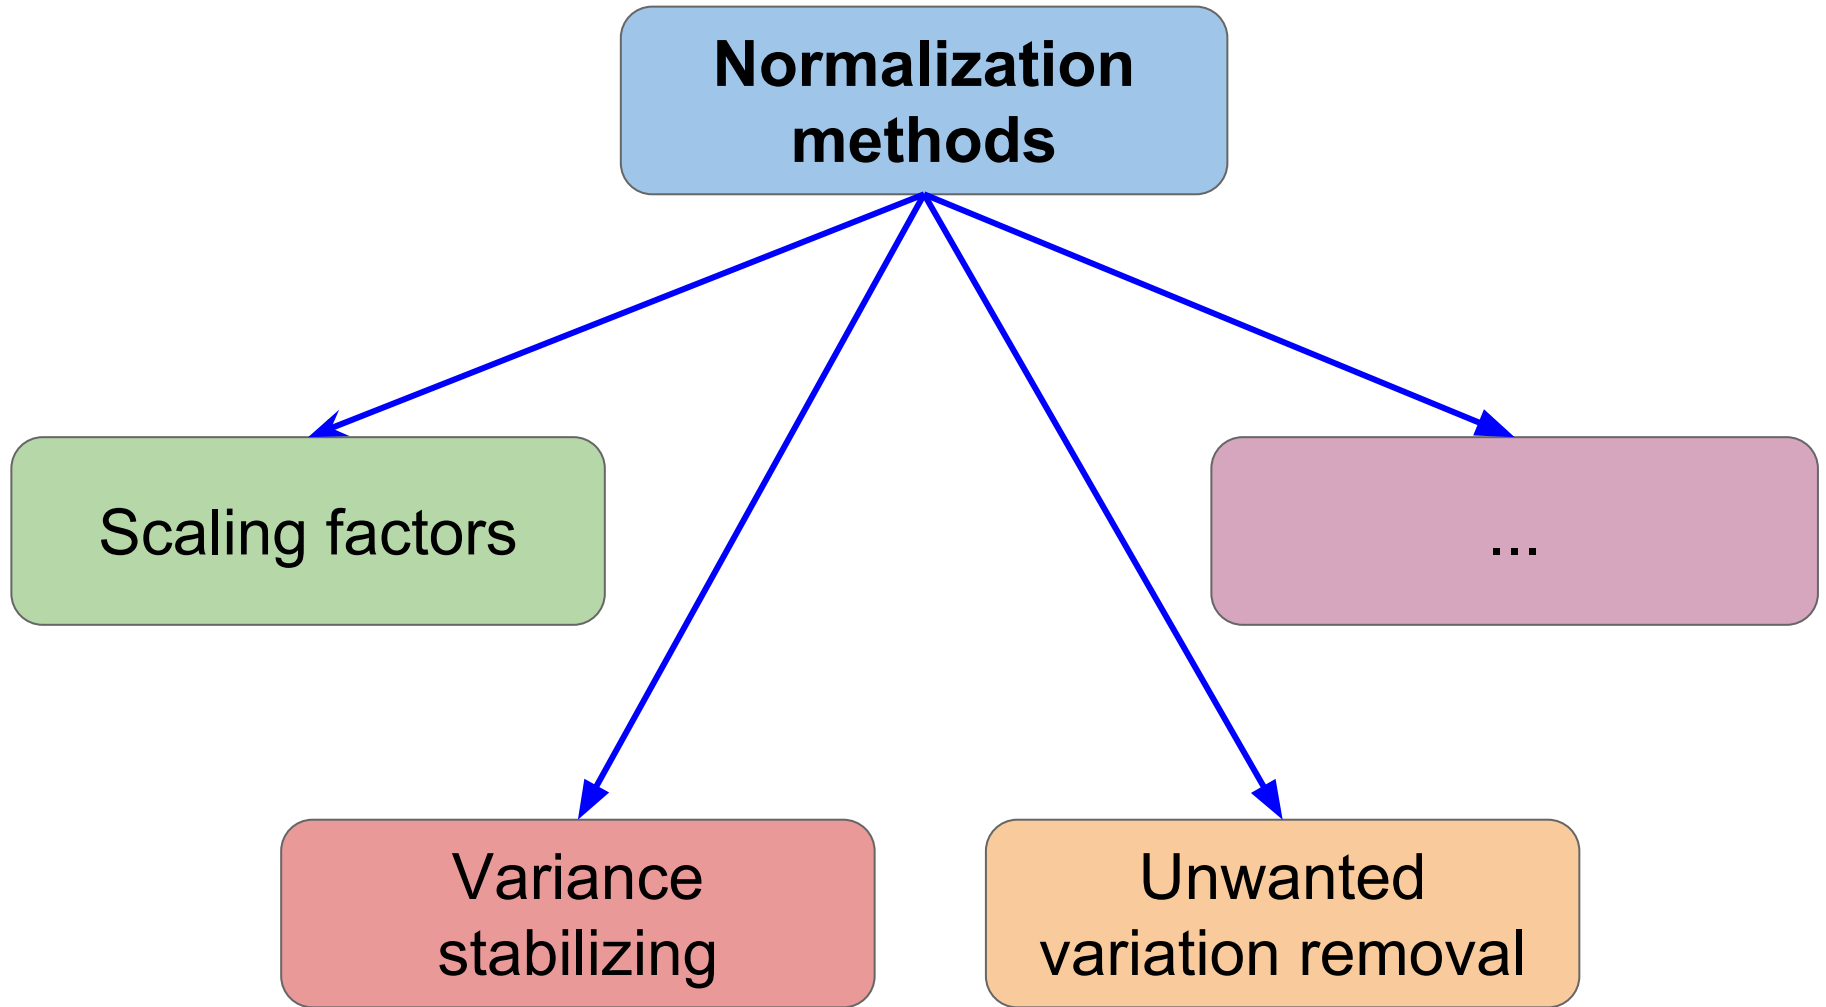 Normalization
methods
Scaling factors
...
Variance
stabilizing
Unwanted
variation removal